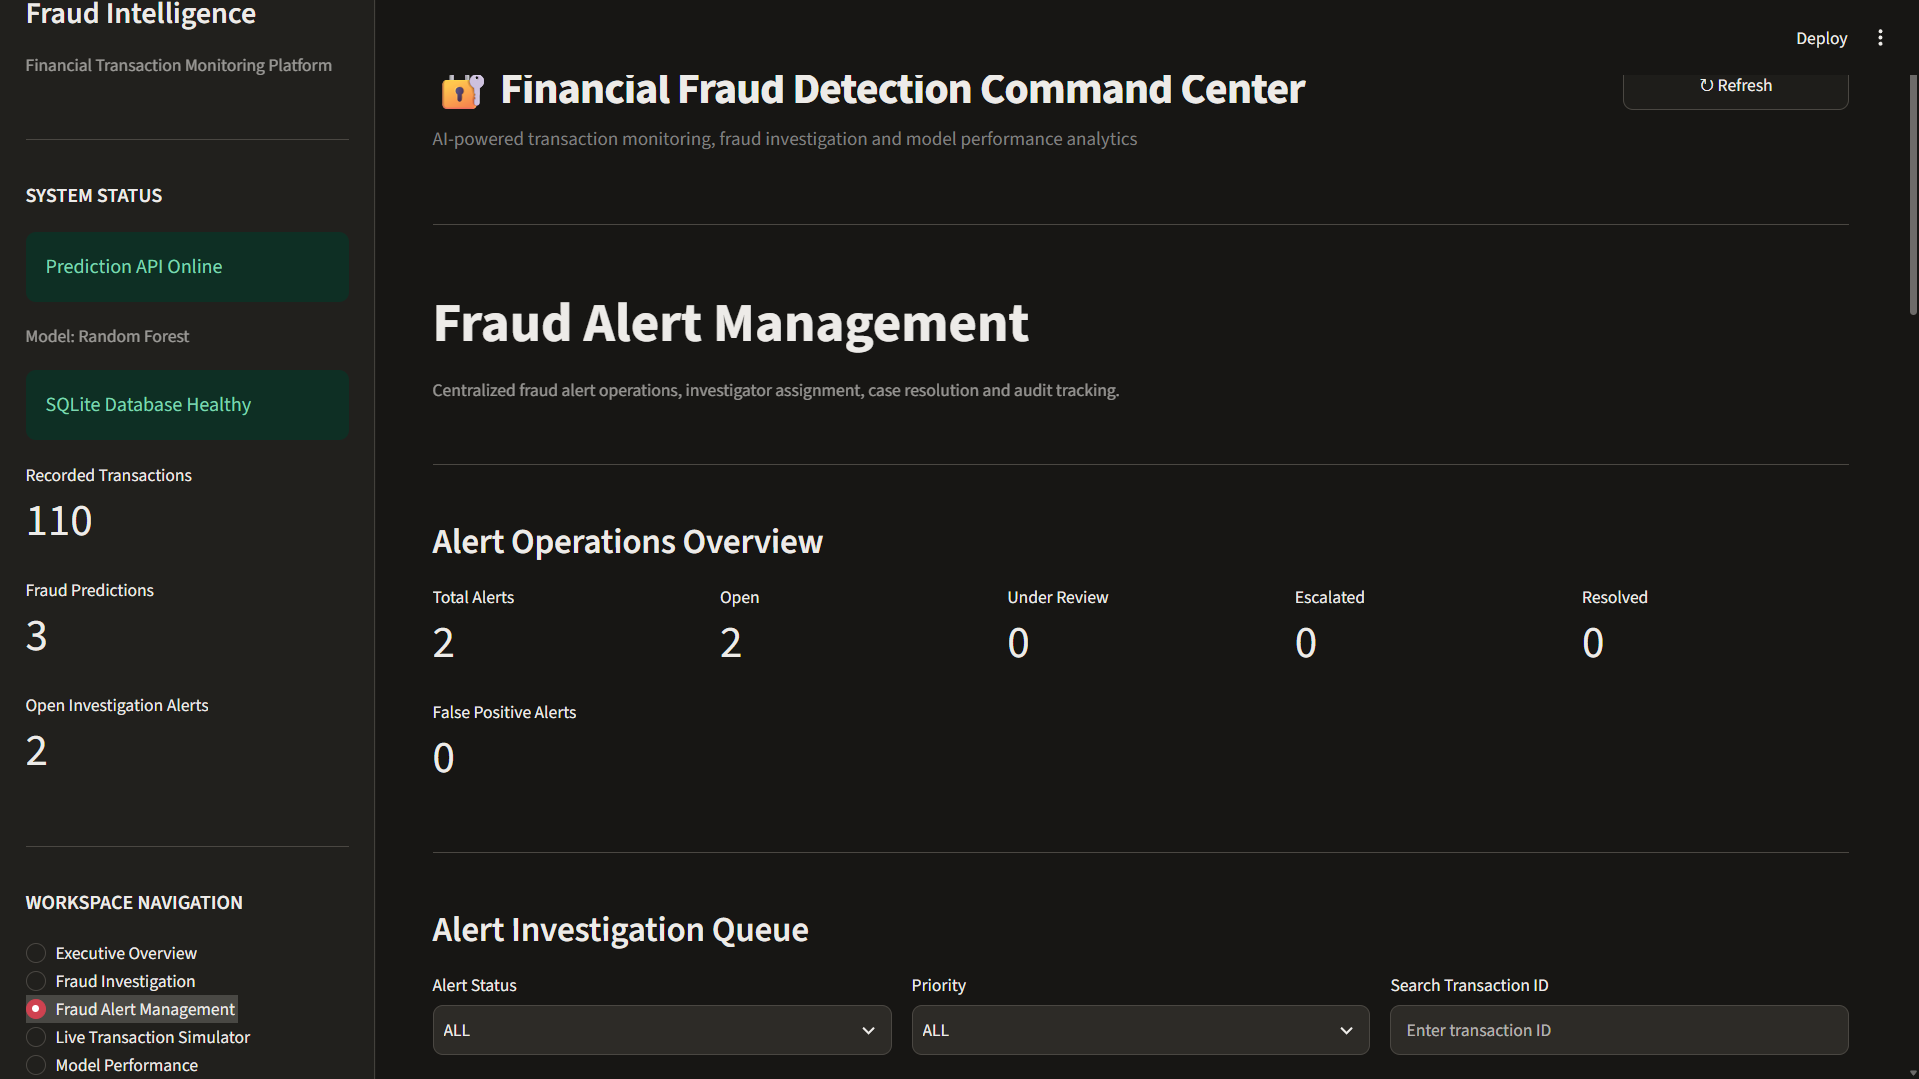 Fraud Intelligence
Financial Transaction Monitoring Platform
SYSTEM STATUS
Prediction API Online
Model: Random Forest
SQLite Database Healthy
Recorded Transactions
110
Fraud Predictions
3
Open Investigation Alerts
2
WORKSPACE NAVIGATION
Executive Overview
Fraud Investigation
Fraud Alert Management
Live Transaction Simulator
Model Performance
Deploy
Financial Fraud Detection Command Center
↻ Refresh
AI-powered transaction monitoring, fraud investigation and model performance analytics
Fraud Alert Management
Centralized fraud alert operations, investigator assignment, case resolution and audit tracking.
Alert Operations Overview
Total Alerts
2
Open
2
Under Review
0
Escalated
0
Resolved
0
False Positive Alerts
0
Alert Investigation Queue
Alert Status
ALL
Priority
ALL
Search Transaction ID
Enter transaction ID